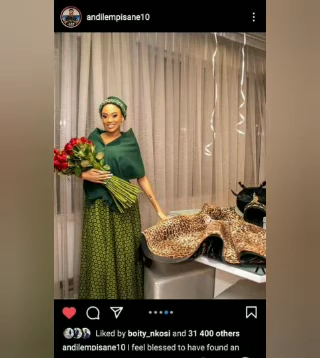 andilempisane10
Liked by boity_nkosi and 31 400 others
andilempisane10 I feel blessed to have found an